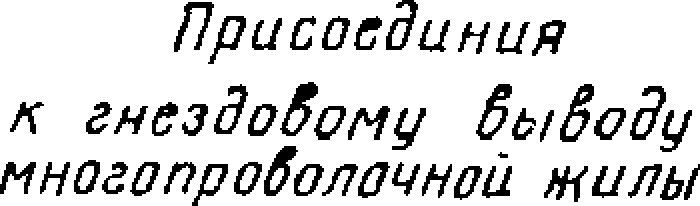 Присоединия
к гнездовому выводу
многопроволочной жилы